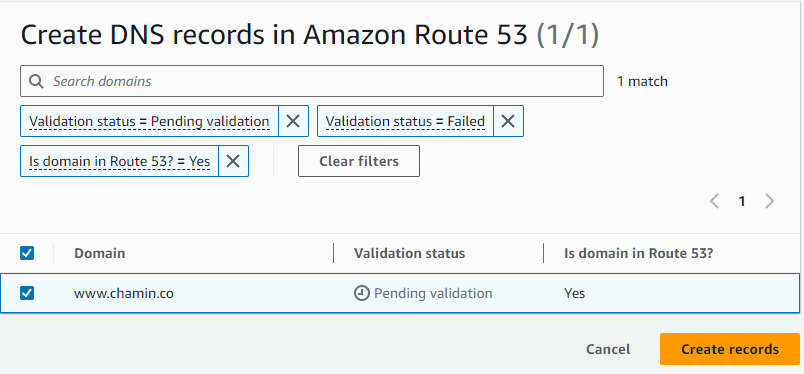 Create DNS records in Amazon Route 53 (1/1)
Search domains
1 match
Validation status = Pending validation
Validation status = Failed
Is domain in Route 53? = Yes
Clear filters
1
Domain Validation status Is domain in Route 53?
www.chamin.co Pending validation Yes
Cancel Create records